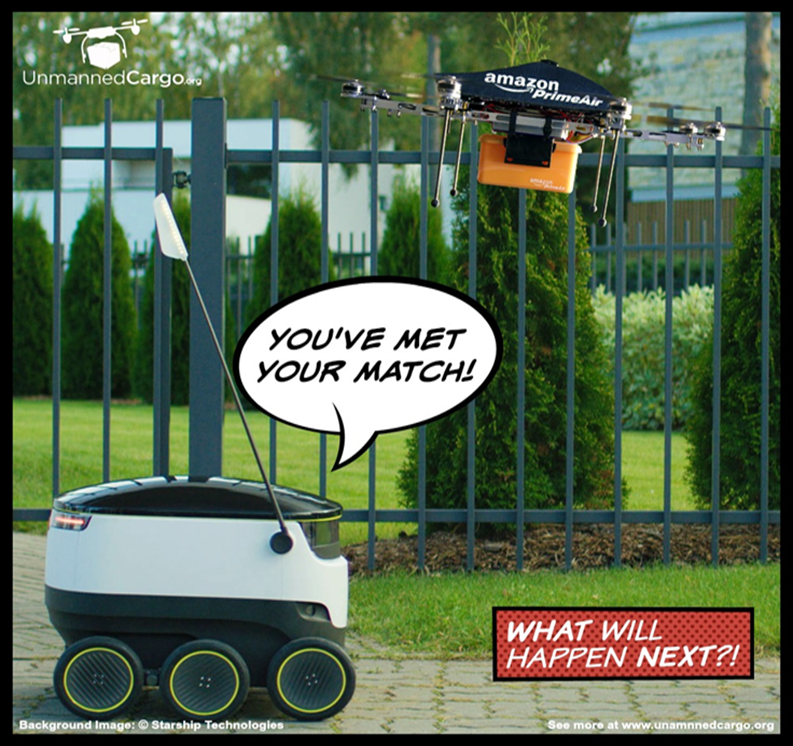 UnmannedCargo.org
amazon
PrimeAir
amazon
YOU'VE MET
YOUR MATCH!
WHAT WILL
HAPPEN NEXT?!
Background Image: © Starship Technologies
See more at www.unamnnedcargo.org